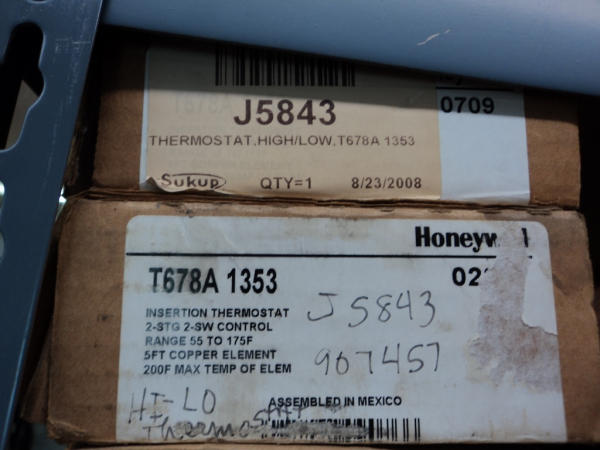 J5843
0709
THERMOSTAT,HIGH/LOW,T678A 1353
Sukup QTY=1 8/23/2008
Honeywell
T678A 1353
INSERTION THERMOSTAT
2-STG 2-SW CONTROL
RANGE 55 TO 175F
5FT COPPER ELEMENT
200F MAX TEMP OF ELEM
J5843
907457
ASSEMBLED IN MEXICO
HI-LO
Thermostat